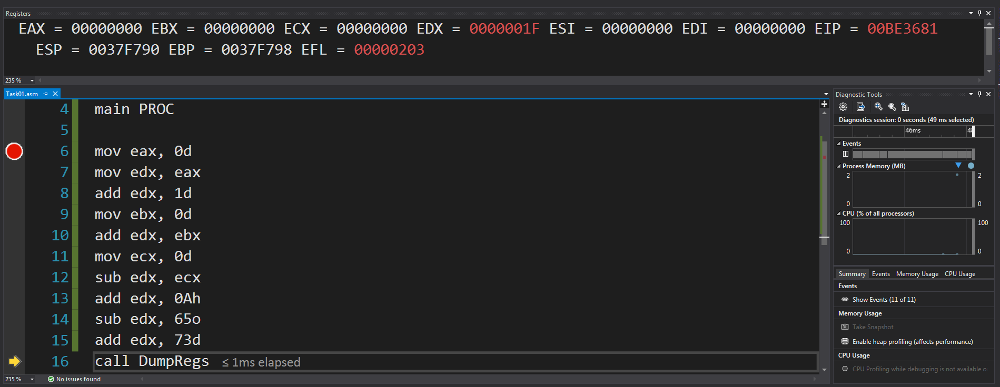 Registers
EAX = 00000000 EBX = 00000000 ECX = 00000000 EDX = 0000001F ESI = 00000000 EDI = 00000000 EIP = 00BE3681
ESP = 0037F790 EBP = 0037F798 EFL = 00000203
235 %
Task01.asm
4 main PROC
5
6 mov eax, 0d
7 mov edx, eax
8 add edx, 1d
9 mov ebx, 0d
10 add edx, ebx
11 mov ecx, 0d
12 sub edx, ecx
13 add edx, 0Ah
14 sub edx, 65o
15 add edx, 73d
16 call DumpRegs ≤ 1ms elapsed
235 % No issues found
Diagnostic Tools
Diagnostics session: 0 seconds (49 ms selected)
46ms
Events
Process Memory (MB)
2 2
0 0
CPU (% of all processors)
100 100
0 0
Summary Events Memory Usage CPU Usage
Events
Show Events (11 of 11)
Memory Usage
Take Snapshot
Enable heap profiling (affects performance)
CPU Usage
CPU Profiling while debugging is not available